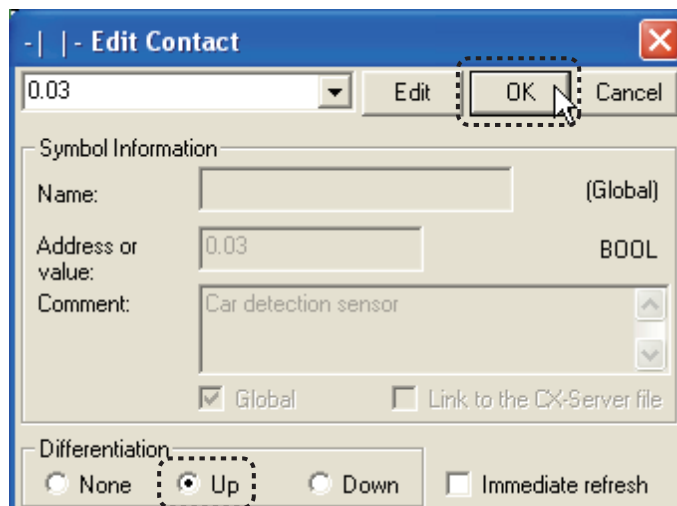 -| |- Edit Contact
0.03 Edit OK Cancel
Symbol Information
Name: (Global)
Address or value: 0.03 BOOL
Comment: Car detection sensor
Global Link to the CX-Server file
Differentiation
None Up Down Immediate refresh